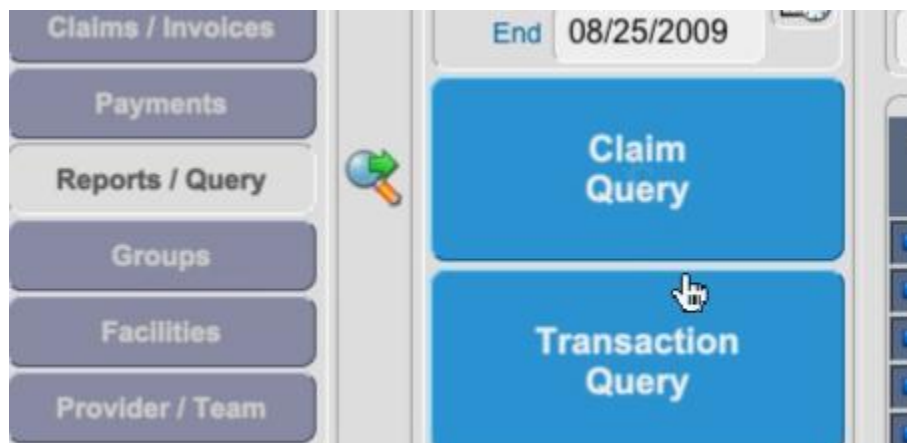 Claims / Invoices
Payments
Reports / Query
Groups
Facilities
Provider / Team
End 08/25/2009
Claim
Query
Transaction
Query